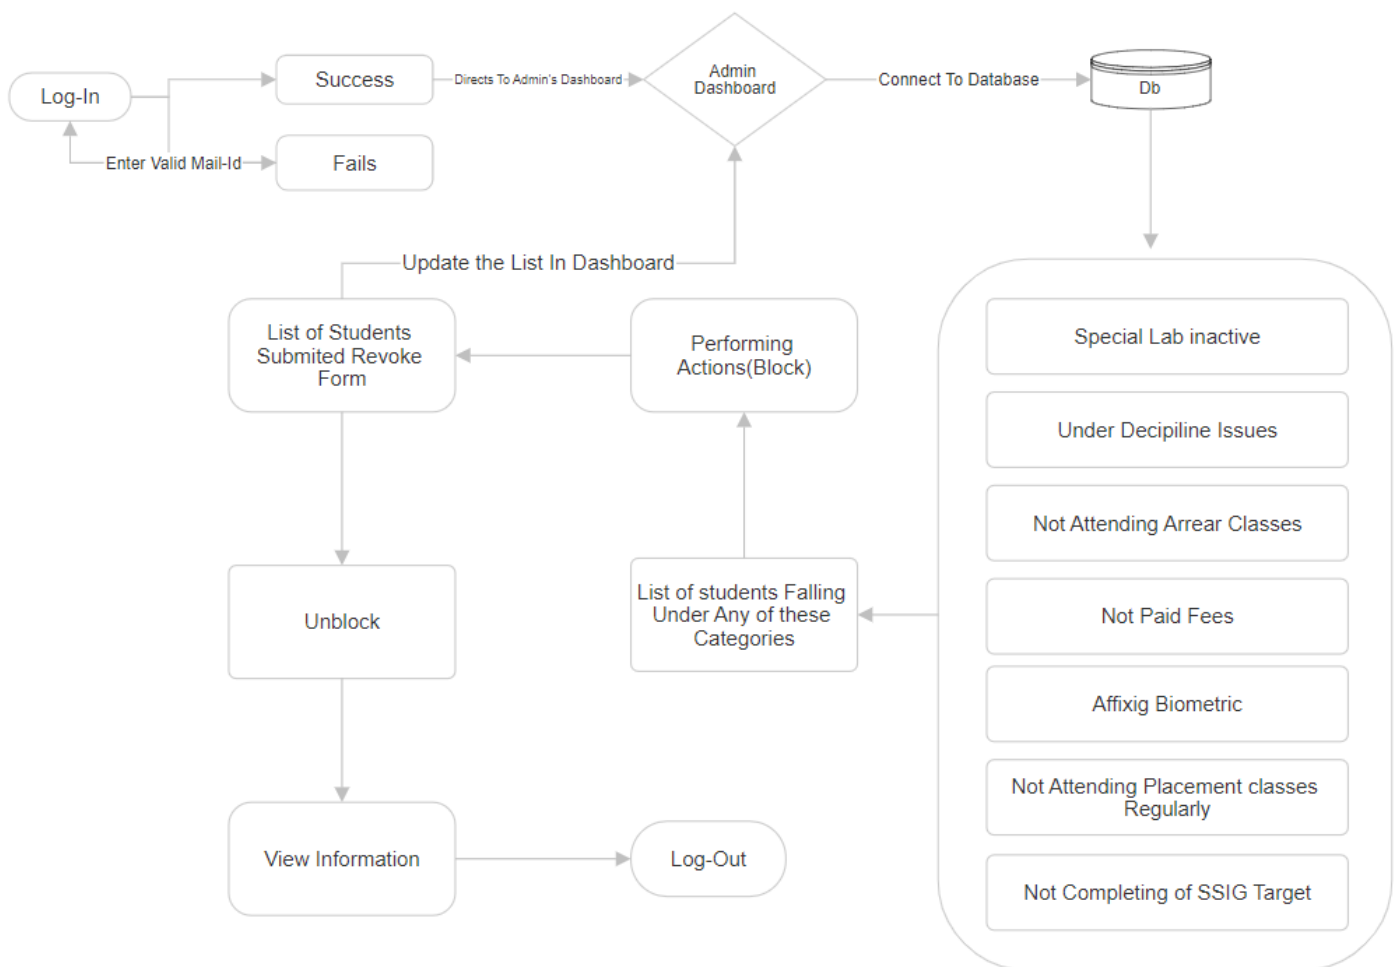 Log-In
Success
Directs To Admin's Dashboard
Admin
Dashboard
Connect To Database
Db
Enter Valid Mail-Id
Fails
Update the List In Dashboard
List of Students
Submited Revoke
Form
Performing
Actions(Block)
Special Lab inactive
Under Decipiline Issues
Not Attending Arrear Classes
Not Paid Fees
Affixig Biometric
Not Attending Placement classes
Regularly
Not Completing of SSIG Target
List of students Falling
Under Any of these
Categories
Unblock
View Information
Log-Out